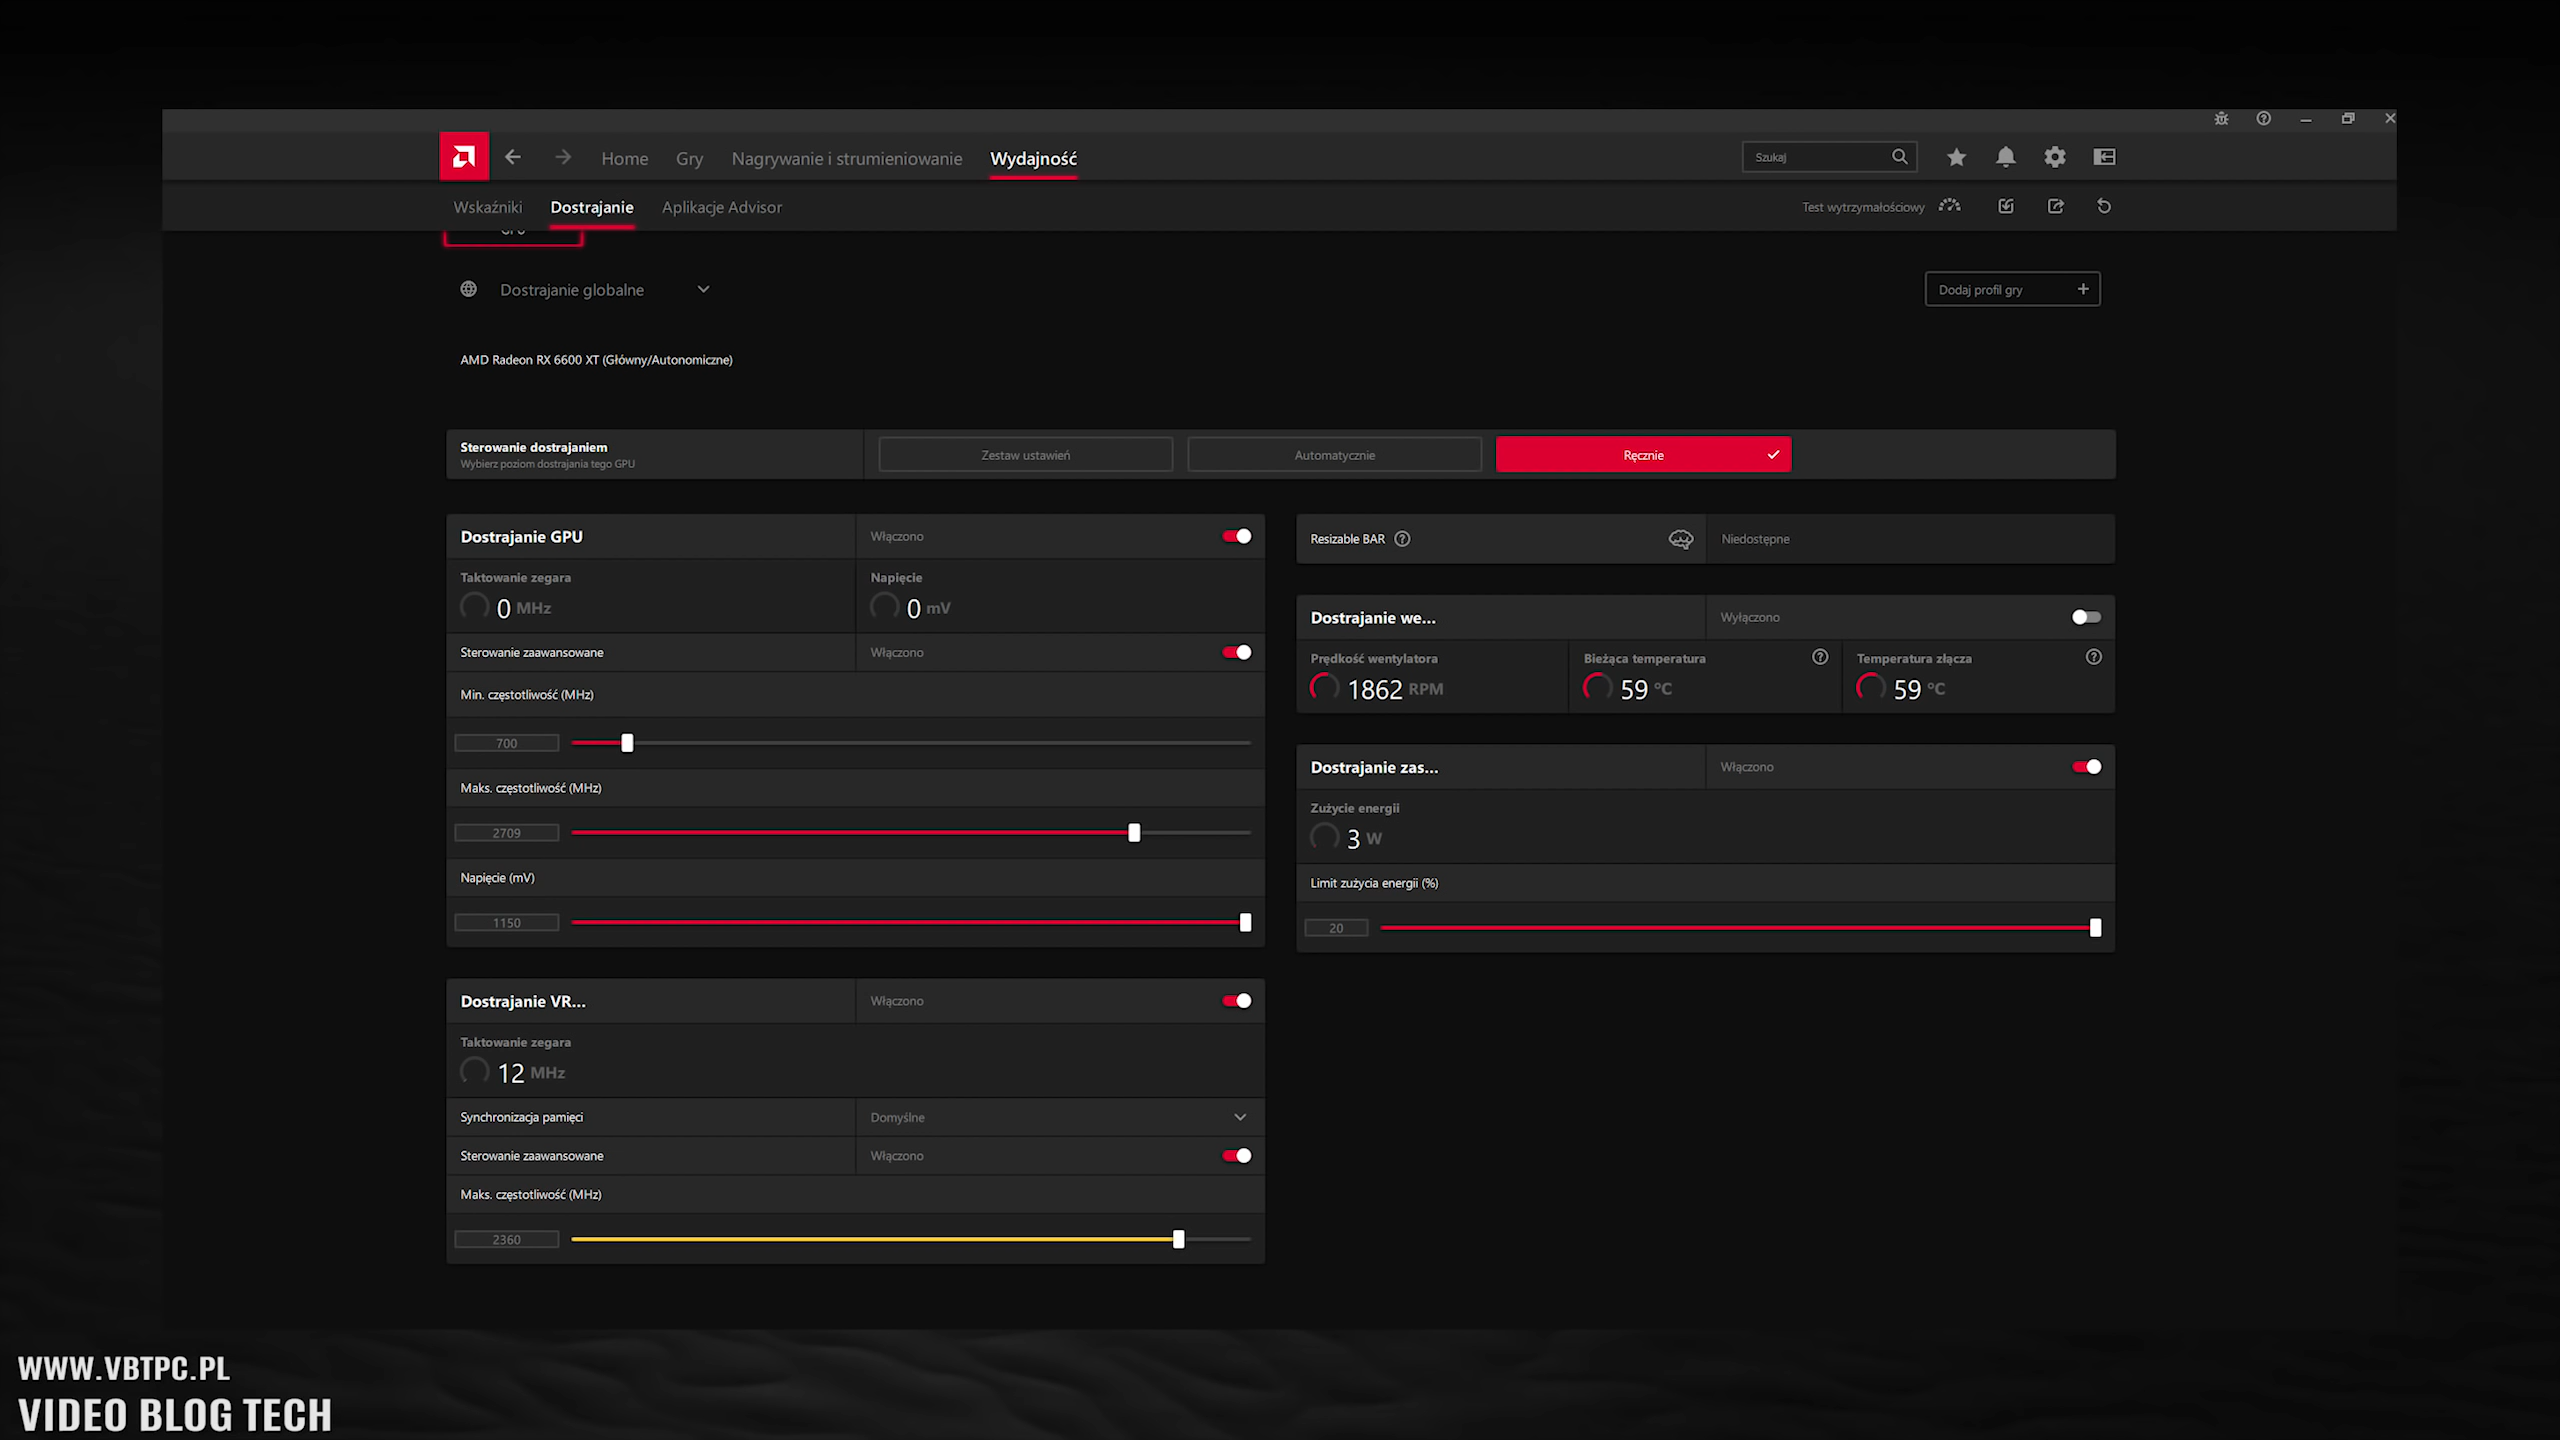 Home Gry Nagrywanie i strumieniowanie Wydajność Szukaj
Wskaźniki Dostrajanie Aplikacje Advisor Test wytrzymałościowy
Dostrajanie globalne Dodaj profil gry
AMD Radeon RX 6600 XT (Główny/Autonomiczne)
Sterowanie dostrajaniem
Wybierz poziom dostrajania tego GPU
Zestaw ustawień Automatycznie Ręcznie
Dostrajanie GPU Włączono
Taktowanie zegara Napięcie
0 MHz 0 mV
Sterowanie zaawansowane Włączono
Min. częstotliwość (MHz)
700
Maks. częstotliwość (MHz)
2709
Napięcie (mV)
1150
Dostrajanie VR... Włączono
Taktowanie zegara
12 MHz
Synchronizacja pamięci Domyślne
Sterowanie zaawansowane Włączono
Maks. częstotliwość (MHz)
2360
Resizable BAR Niedostępne
Dostrajanie we... Wyłączono
Prędkość wentylatora Bieżąca temperatura Temperatura złącza
1862 RPM 59 °C 59 °C
Dostrajanie zas... Włączono
Zużycie energii
3 W
Limit zużycia energii (%)
20
WWW.VBTPC.PL
VIDEO BLOG TECH